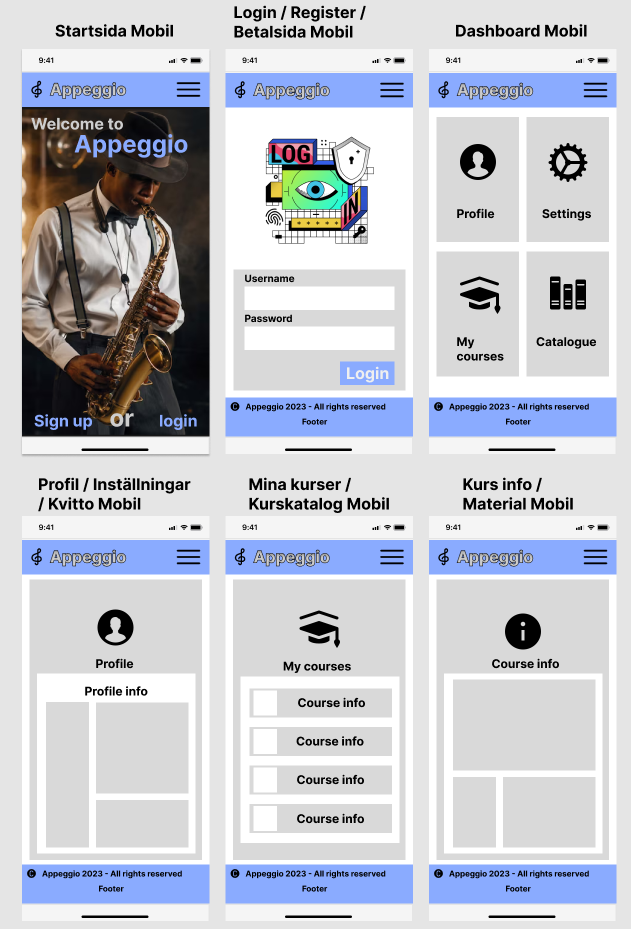 Startsida Mobil
9:41
Appeggio
Welcome to
Appeggio
Sign up or login
Login / Register /
Betalsida Mobil
9:41
Appeggio
LOG
IN
*****
Username
Password
Login
C Appeggio 2023 - All rights reserved
Footer
Dashboard Mobil
9:41
Appeggio
Profile
Settings
My
courses
Catalogue
C Appeggio 2023 - All rights reserved
Footer
Profil / Inställningar
/ Kvitto Mobil
9:41
Appeggio
Profile
Profile info
C Appeggio 2023 - All rights reserved
Footer
Mina kurser /
Kurskatalog Mobil
9:41
Appeggio
My courses
Course info
Course info
Course info
Course info
C Appeggio 2023 - All rights reserved
Footer
Kurs info /
Material Mobil
9:41
Appeggio
Course info
C Appeggio 2023 - All rights reserved
Footer